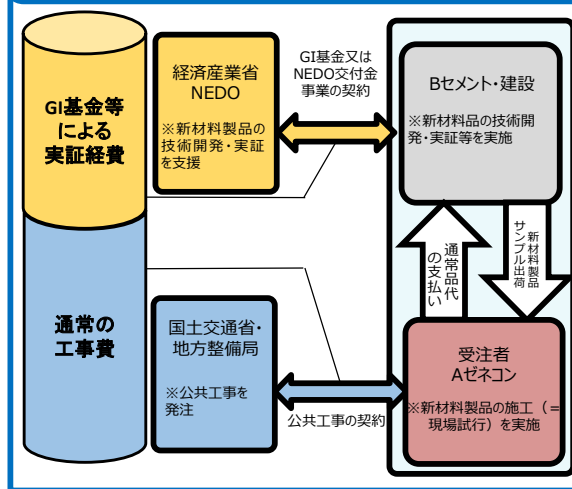 GI基金等
による
実証経費
通常の
工事費
経済産業省
NEDO
※新材料製品の
技術開発・実証
を支援
GI基金又は
NEDO交付金
事業の契約
Bセメント・建設
※新材料品の技術開
発・実証等を実施
通常品代
の支払い
新材料製品
サンプル出荷
国土交通省・
地方整備局
※公共工事を
発注
公共工事の契約
受注者
Aゼネコン
※新材料製品の施工（=
現場試行）を実施